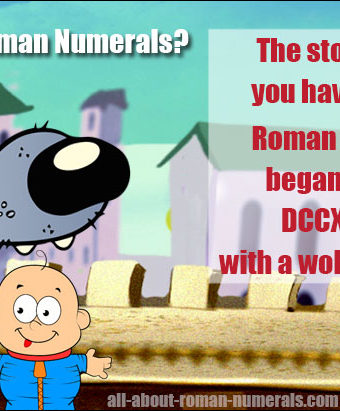 man Numerals?
The sto
you hav
Roman
began
DCCX
with a wol
all-about-roman-numerals.com